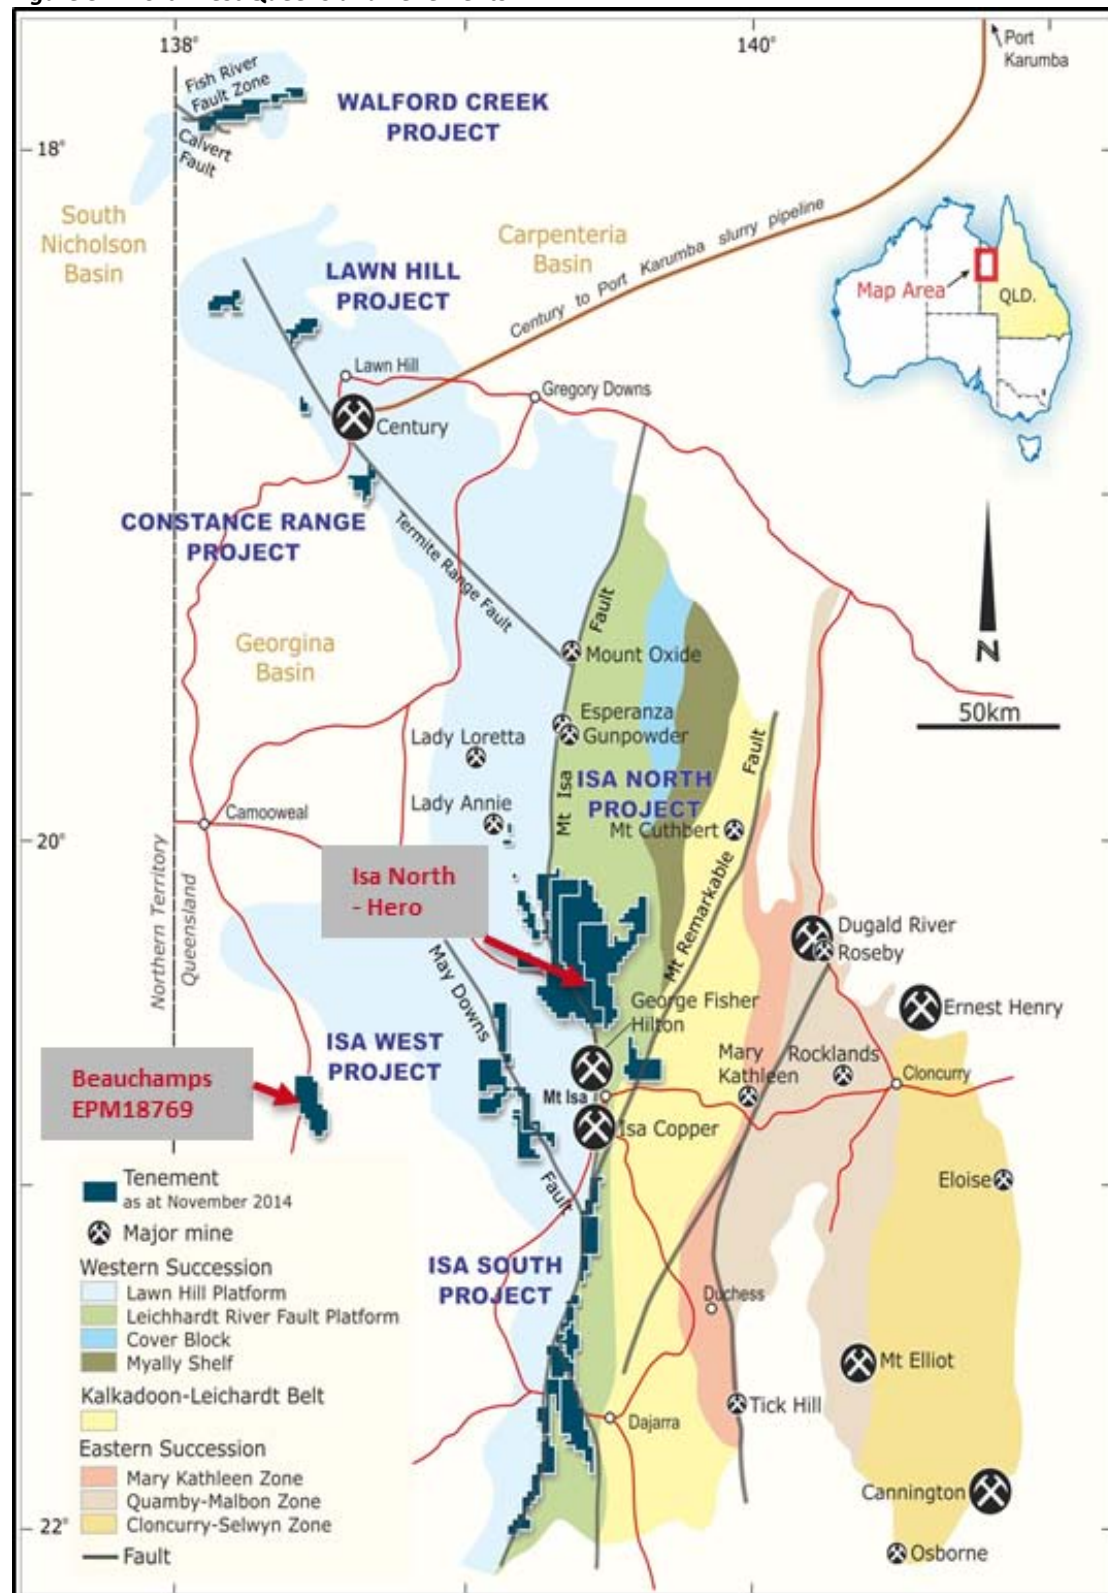 138°
140°
Port
Karumba
Fish River
Fault Zone
WALFORD CREEK
PROJECT
Calvert
Fault
18°
South
Nicholson
Basin
Carpenteria
Basin
Century to Port Karumba slurry pipeline
LAWN HILL
PROJECT
Map Area
QLD.
Lawn Hill
Gregory Downs
Century
CONSTANCE RANGE
PROJECT
Termite Range Fault
Georgina
Basin
Fault
Mount Oxide
N
50km
Esperanza
Gunpowder
Lady Loretta
Mt Isa
ISA NORTH
PROJECT
Fault
Lady Annie
Mt Cuthbert
Camooweal
20°
Northern Territory
Queensland
Isa North
- Hero
Mt Remarkable
Dugald River
Roseby
May Downs
George Fisher
Hilton
Ernest Henry
ISA WEST
PROJECT
Mary
Kathleen
Rocklands
Cloncurry
Beauchamps
EPM18769
Mt Isa
Isa Copper
Fault
Eloise
Tenement
as at November 2014
Major mine
Western Succession
Lawn Hill Platform
Leichhardt River Fault Platform
Cover Block
Myally Shelf
Kalkadoon-Leichardt Belt
Eastern Succession
Mary Kathleen Zone
Quamby-Malbon Zone
Cloncurry-Selwyn Zone
Fault
ISA SOUTH
PROJECT
Duchess
Mt Elliot
Tick Hill
Dajarra
Cannington
22°
Osborne